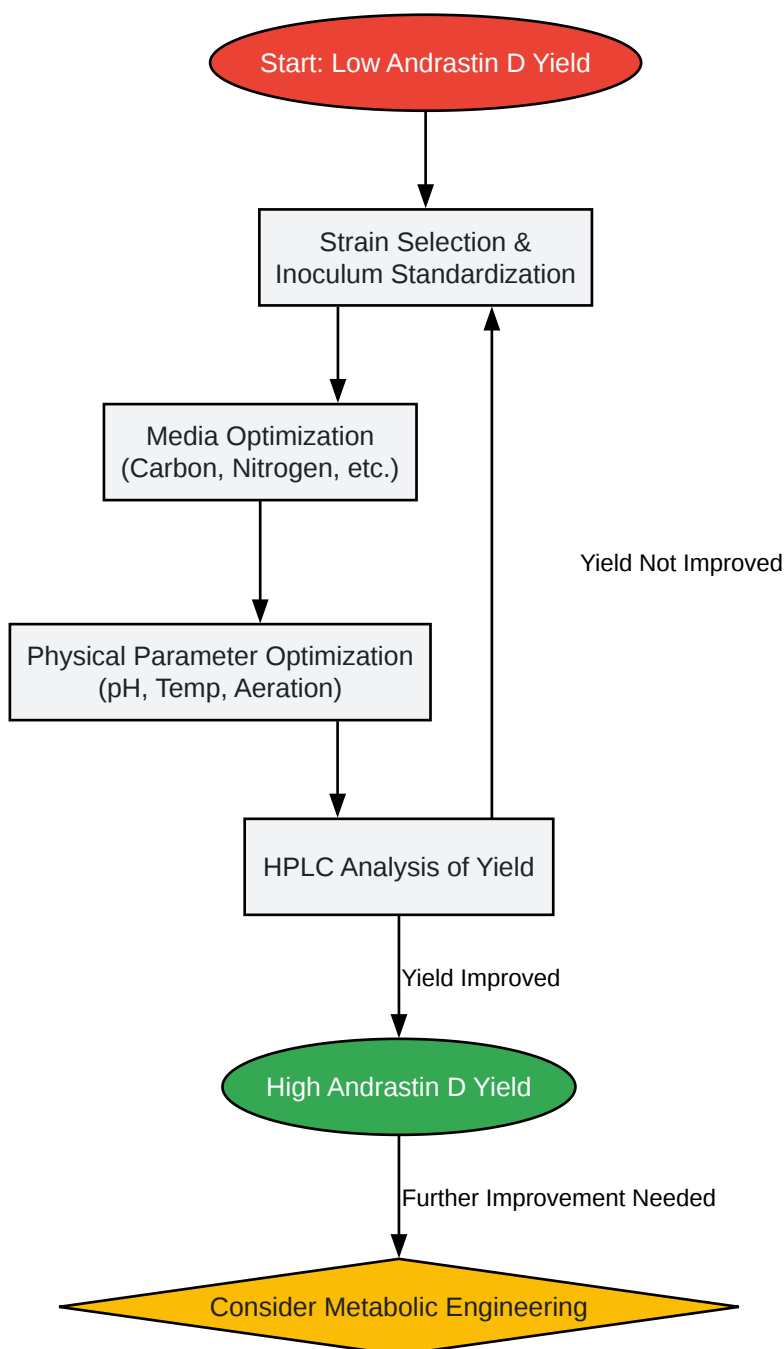 Start: Low Andrastin D Yield
Strain Selection &
Inoculum Standardization
Media Optimization
(Carbon, Nitrogen, etc.)
Yield Not Improved
Physical Parameter Optimization
(pH, Temp, Aeration)
HPLC Analysis of Yield
Yield Improved
High Andrastin D Yield
Further Improvement Needed
Consider Metabolic Engineering